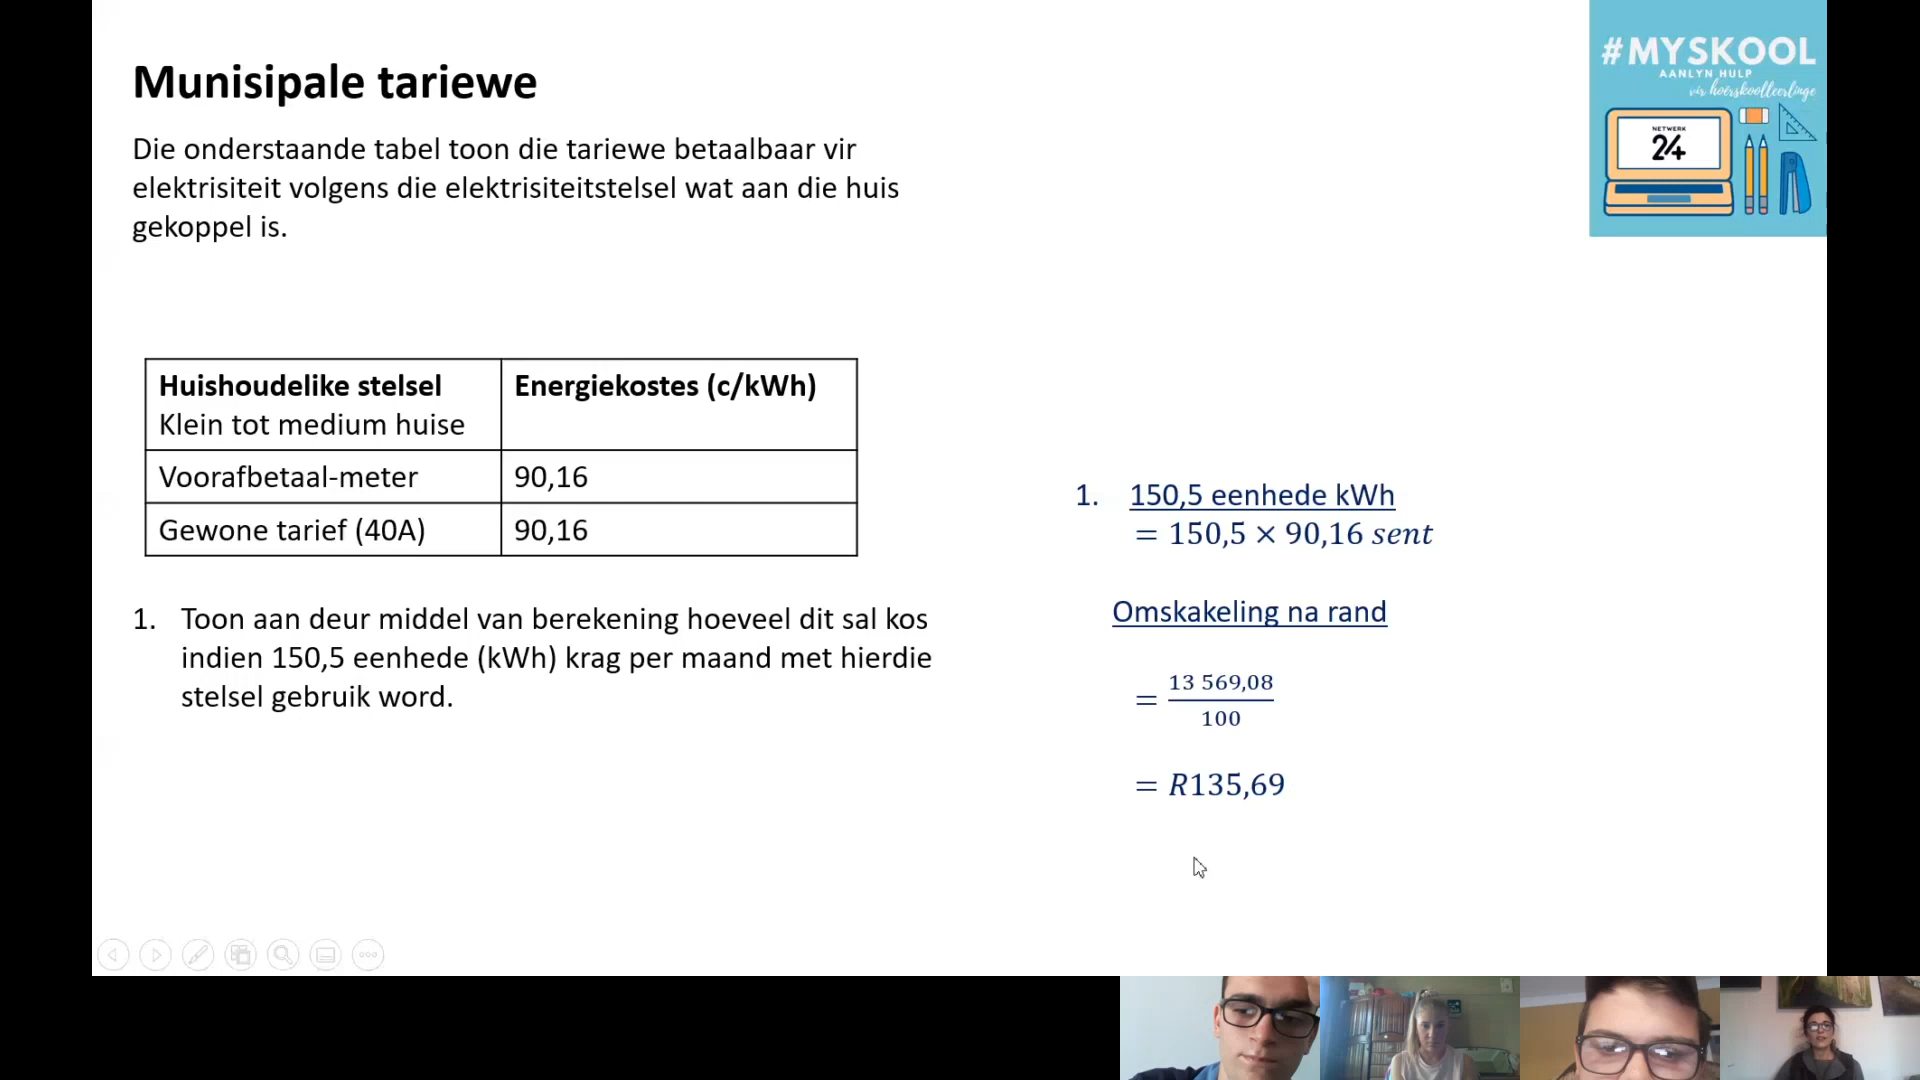 Munisipale tariewe
Die onderstaande tabel toon die tariewe betaalbaar vir
elektrisiteit volgens die elektrisiteitstelsel wat aan die huis
gekoppel is.
#MYSKOOL
AANLYN HULP
vir hoërskoolleerlinge
NETWERK
24
Huishoudelike stelsel
Klein tot medium huise
Energiekostes (c/kWh)
Voorafbetaal-meter
90,16
Gewone tarief (40A)
90,16
1. Toon aan deur middel van berekening hoeveel dit sal kos
indien 150,5 eenhede (kWh) krag per maand met hierdie
stelsel gebruik word.
1. 150,5 eenhede kWh
= 150,5 × 90,16 sent
Omskakeling na rand
= 13 569,08
100
= R135,69